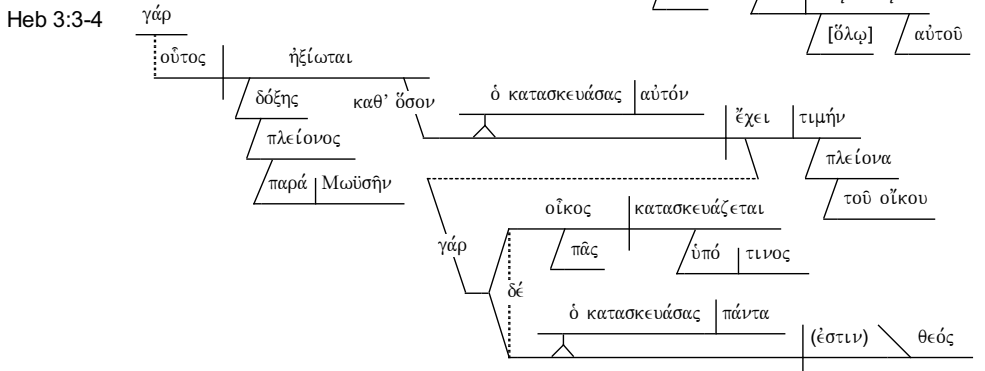 [ὅλῳ] αὐτοῦ
Heb 3:3-4
γάρ
οὗτος ἠξίωται
δόξης καθ’ ὅσον ὁ κατασκευάσας αὐτόν
ἔχει τιμήν
πλείονος
πλείονα
παρά Μωϋσῆν
τοῦ οἴκου
οἶκος κατασκευάζεται
γάρ πᾶς ὑπό τινος
δέ
ὁ κατασκευάσας πάντα
(ἐστιν) θεός